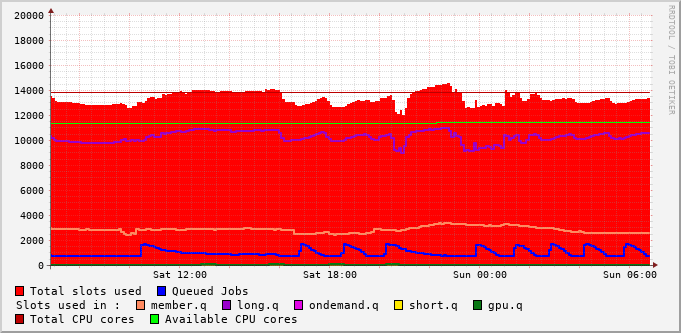 RRDTOOL / TOBI OETIKER
20000
18000
16000
14000
12000
10000
8000
6000
4000
2000
0
Sat 12:00 Sat 18:00 Sun 00:00 Sun 06:00
Total slots used Queued Jobs
Slots used in : member.q long.q ondemand.q short.q gpu.q
Total CPU cores Available CPU cores